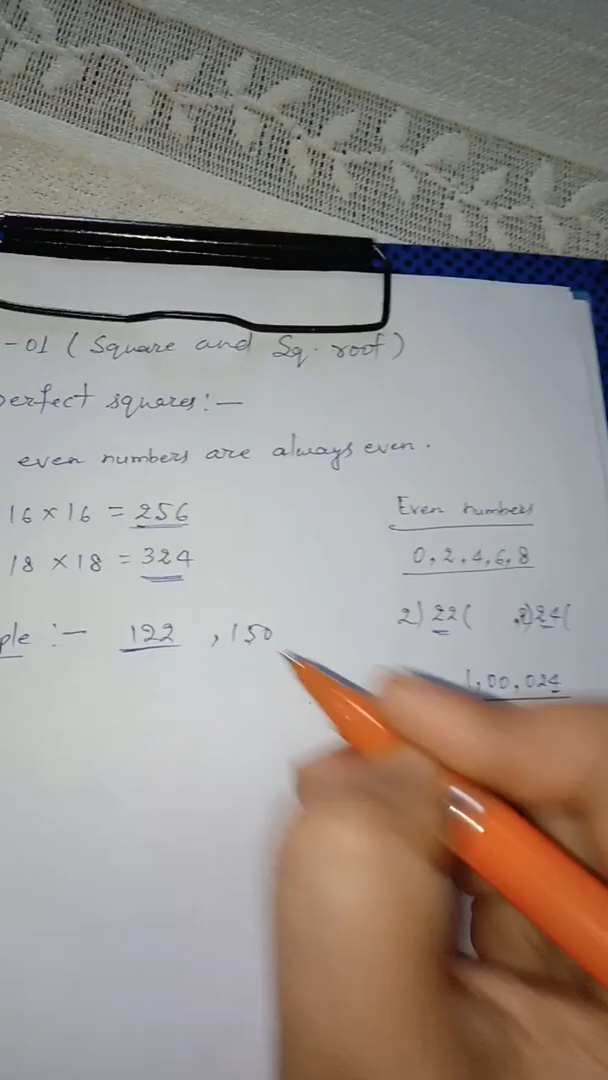 -01 (Square and Sq. root)
perfect squares:—
even numbers are always even.
16 × 16 = 256
18 × 18 = 324
ple :— 122 , 150
Even numbers
0, 2, 4, 6, 8
2) 22 ( 2) 24 (
1,00,024